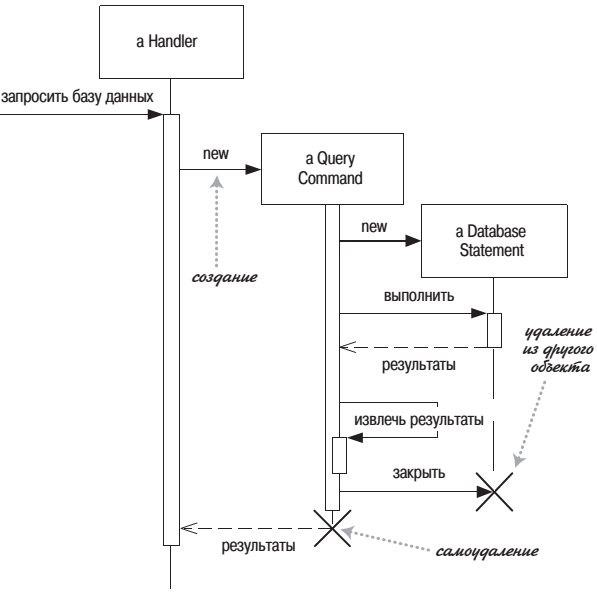 a Handler
запросить базу данных
new
a Query
Command
создание
new
a Database
Statement
выполнить
удаление
из другого
объекта
результаты
извлечь результаты
закрыть
результаты
самоудаление